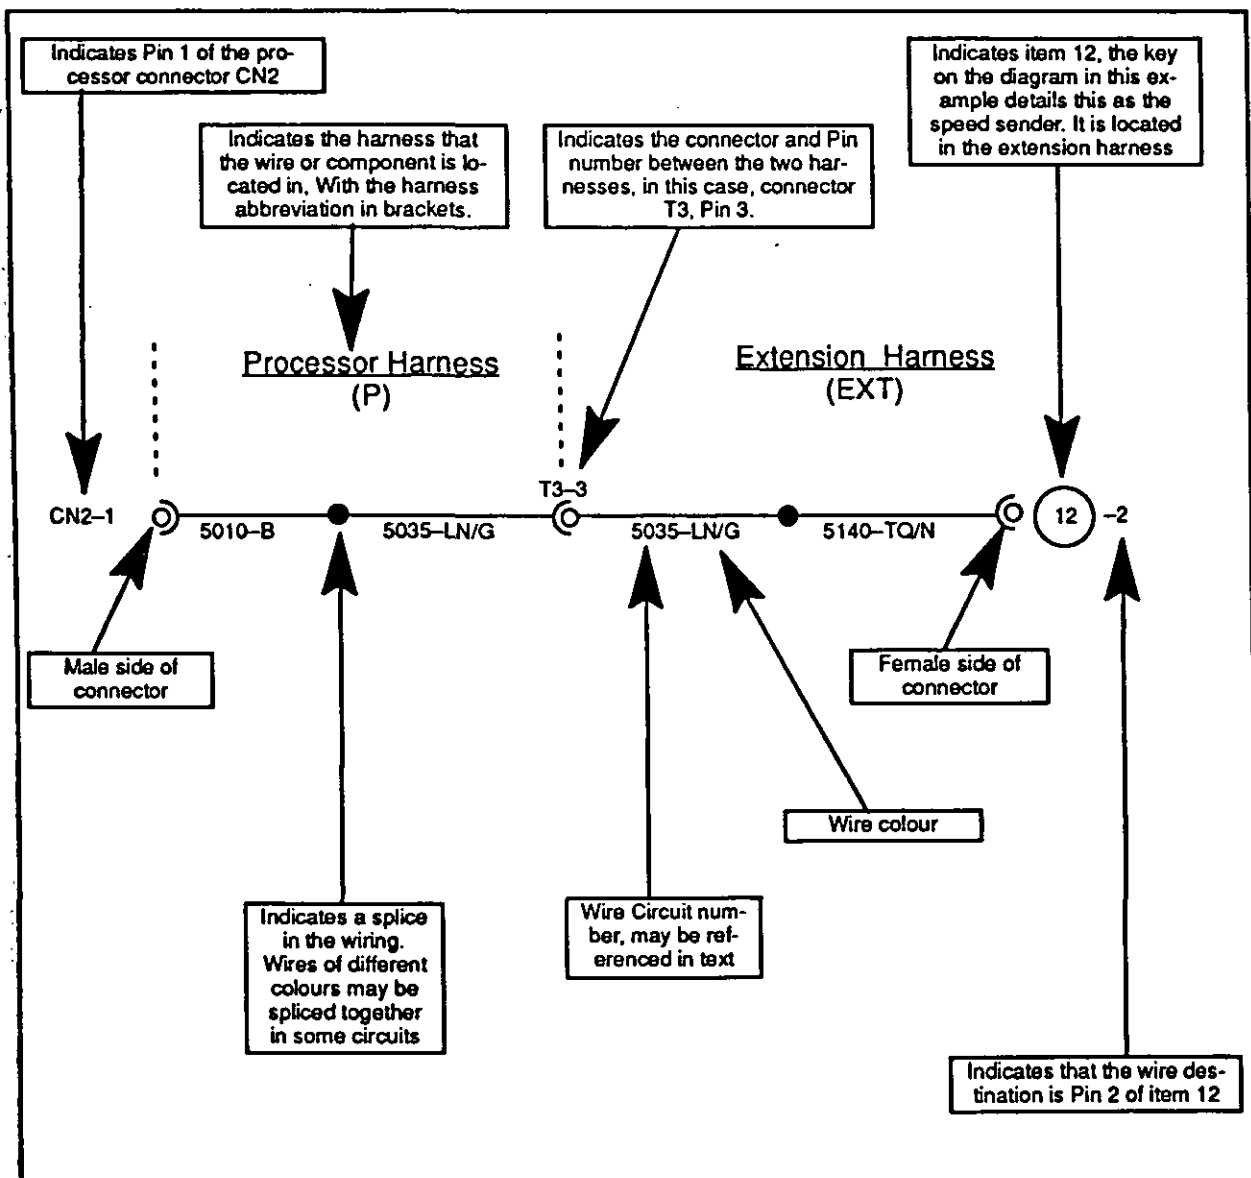 Indicates Pin 1 of the pro-
cessor connector CN2
Indicates item 12, the key
on the diagram in this ex-
ample details this as the
speed sender. It is located
in the extension harness
Indicates the harness that
the wire or component is lo-
cated in, With the harness
abbreviation in brackets.
Indicates the connector and Pin
number between the two har-
nesses, in this case, connector
T3, Pin 3.
Processor Harness
(P)
Extension Harness
(EXT)
CN2–1
5010–B
5035–LN/G
T3–3
5035–LN/G
5140–TQ/N
12
–2
Male side of
connector
Female side of
connector
Wire colour
Indicates a splice
in the wiring.
Wires of different
colours may be
spliced together
in some circuits
Wire Circuit num-
ber, may be ref-
erenced in text
Indicates that the wire des-
tination is Pin 2 of item 12